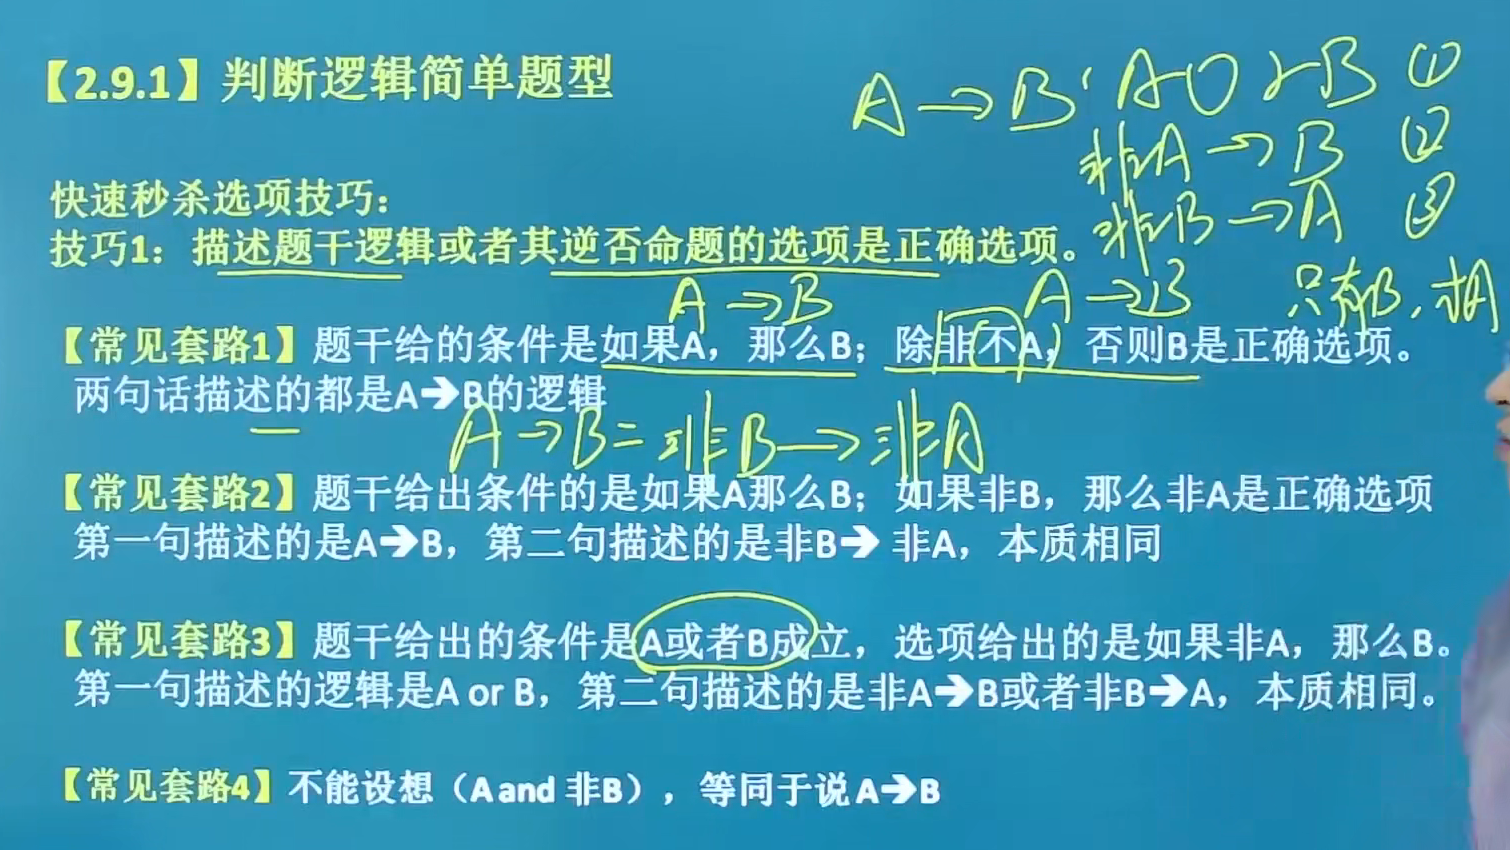 【2.9.1】判断逻辑简单题型
A→B' A or B ①
非A→B ②
非B→A ③
快速秒杀选项技巧：
技巧1：描述题干逻辑或者其逆否命题的选项是正确选项。
A→B A→B 只有B，才A
【常见套路1】题干给的条件是如果A，那么B；除非不A，否则B是正确选项。
两句话描述的都是A➔B的逻辑
A→B=非B→非A
【常见套路2】题干给出条件的是如果A那么B；如果非B，那么非A是正确选项
第一句描述的是A➔B，第二句描述的是非B➔ 非A，本质相同
【常见套路3】题干给出的条件是A或者B成立，选项给出的是如果非A，那么B。
第一句描述的逻辑是A or B，第二句描述的是非A➔B或者非B➔A，本质相同。
【常见套路4】不能设想（A and 非B），等同于说 A➔B